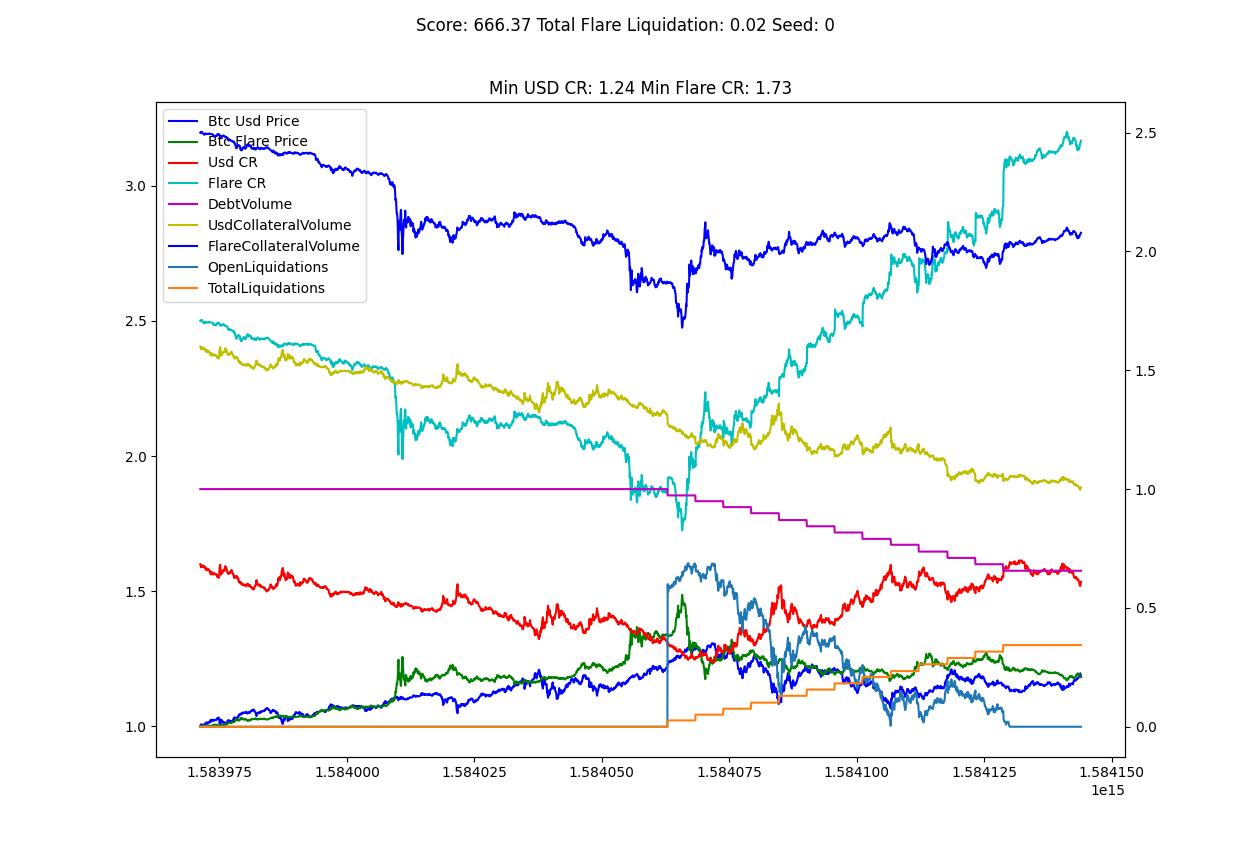 Score: 666.37 Total Flare Liquidation: 0.02 Seed: 0
Min USD CR: 1.24 Min Flare CR: 1.73
Btc Usd Price
Btc Flare Price
Usd CR
Flare CR
DebtVolume
UsdCollateralVolume
FlareCollateralVolume
OpenLiquidations
TotalLiquidations
3.0
2.5
2.0
1.5
1.0
2.5
2.0
1.5
1.0
0.5
0.0
1.583975
1.584000
1.584025
1.584050
1.584075
1.584100
1.584125
1.584150
1e15